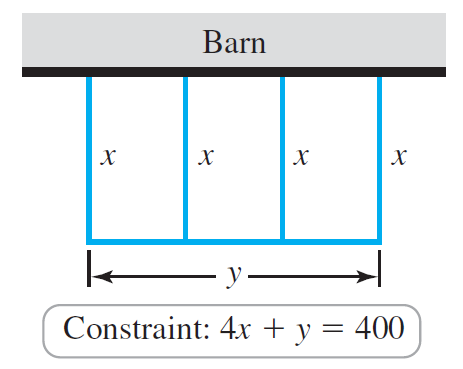 Barn
x x x x
y
Constraint: 4x + y = 400